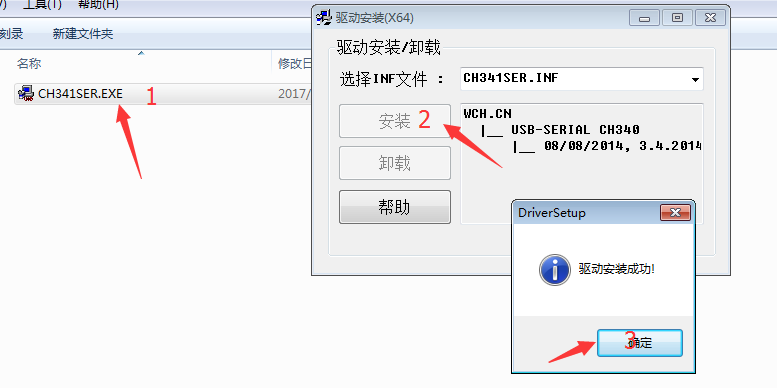 工具(T) 帮助(H)
刻录 新建文件夹
名称 修改日
CH341SER.EXE 1 2017/
驱动安装(X64)
驱动安装/卸载
选择INF文件 : CH341SER.INF
安装 2
卸载
帮助
WCH.CN
|__ USB-SERIAL CH340
|__ 08/08/2014, 3.4.2014
DriverSetup
驱动安装成功!
3
确定